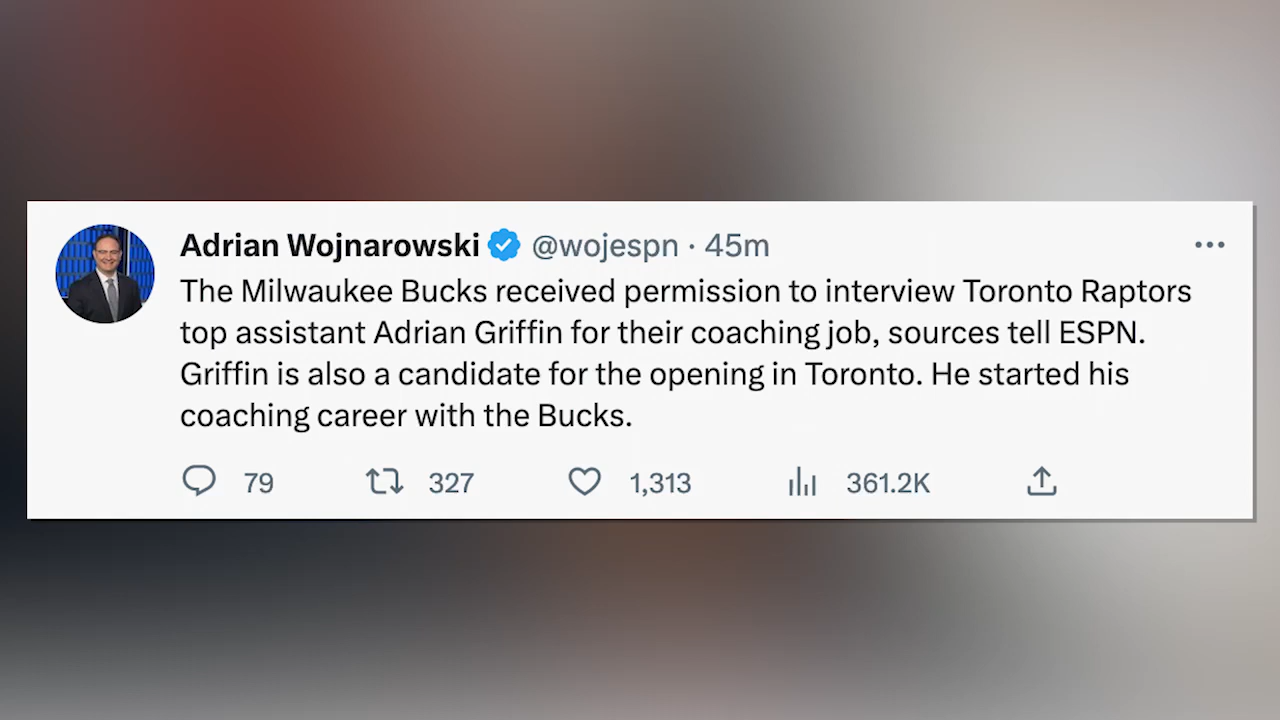 Adrian Wojnarowski @wojespn · 45m
The Milwaukee Bucks received permission to interview Toronto Raptors
top assistant Adrian Griffin for their coaching job, sources tell ESPN.
Griffin is also a candidate for the opening in Toronto. He started his
coaching career with the Bucks.
79 327 1,313 361.2K